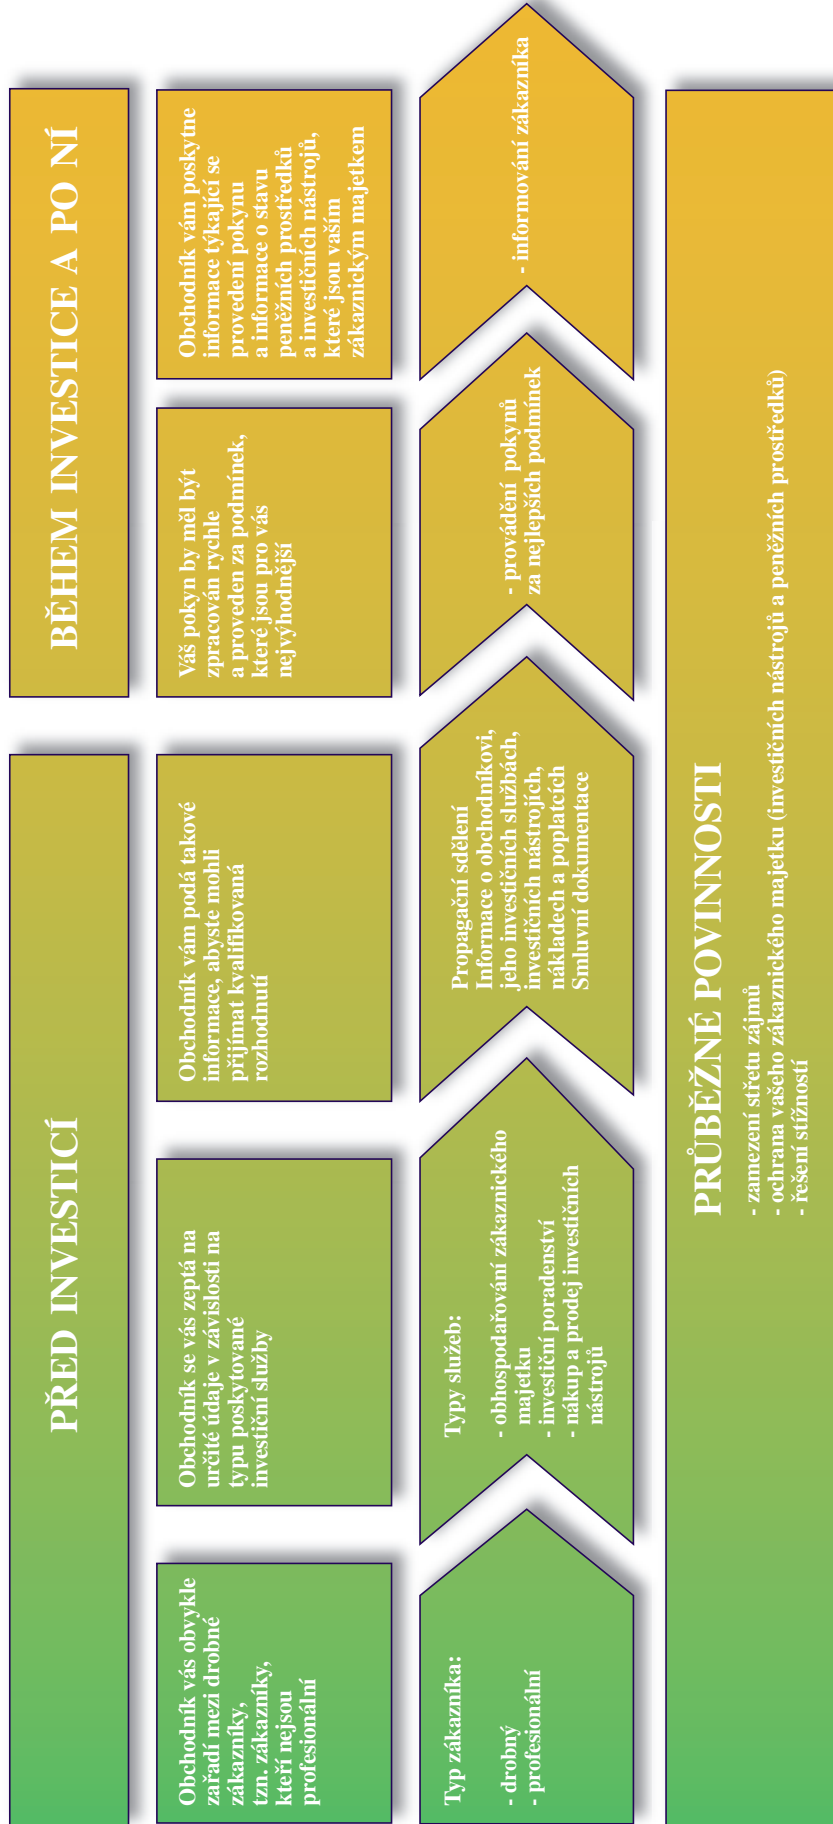 PŘED INVESTICÍ
BĚHEM INVESTICE A PO NÍ
Obchodník vás obvykle
zařadí mezi drobné
zákazníky,
tzn. zákazníky,
kteří nejsou
profesionální
Obchodník se vás zeptá na
určité údaje v závislosti na
typu poskytované
investiční služby
Obchodník vám podá takové
informace, abyste mohli
přijímat kvalifikovaná
rozhodnutí
Váš pokyn by měl být
zpracován rychle
a proveden za podmínek,
které jsou pro vás
nejvýhodnější
Obchodník vám poskytne
informace týkající se
provedení pokynu
a informace o stavu
peněžních prostředků
a investičních nástrojů,
které jsou vaším
zákaznickým majetkem
Typ zákazníka:
- drobný
- profesionální
Typy služeb:
- obhospodařování zákaznického
majetku
- investiční poradenství
- nákup a prodej investičních
nástrojů
Propagační sdělení
Informace o obchodníkovi,
jeho investičních službách,
investičních nástrojích,
nákladech a poplatcích
Smluvní dokumentace
- provádění pokynů
za nejlepších podmínek
- informování zákazníka
PRŮBĚŽNÉ POVINNOSTI
- zamezení střetu zájmů
- ochrana vašeho zákaznického majetku (investičních nástrojů a peněžních prostředků)
- řešení stížností